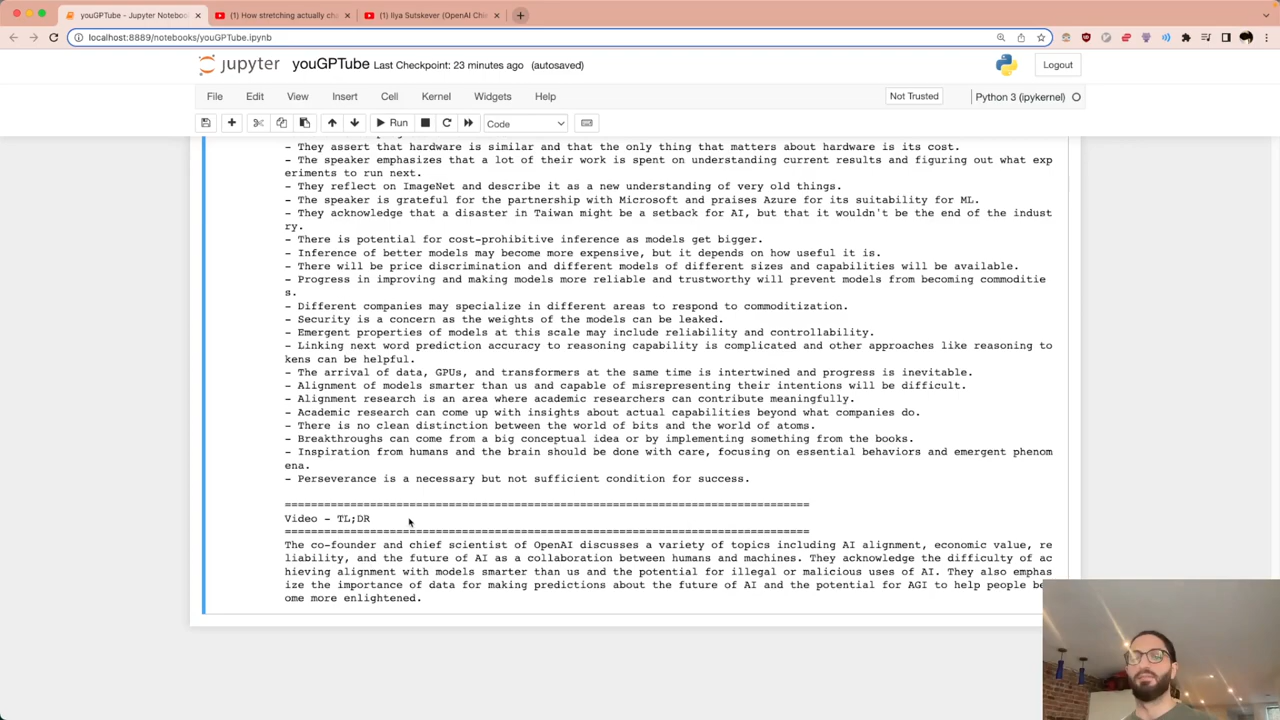 youGPTube - Jupyter Noteboo
(1) How stretching actually ch
(1) Ilya Sutskever (OpenAI Chie
localhost:8889/notebooks/youGPTube.ipynb
jupyter youGPTube Last Checkpoint: 23 minutes ago (autosaved)
Logout
File Edit View Insert Cell Kernel Widgets Help
Not Trusted
Python 3 (ipykernel)
Run
Code
- They assert that hardware is similar and that the only thing that matters about hardware is its cost.
- The speaker emphasizes that a lot of their work is spent on understanding current results and figuring out what exp
eriments to run next.
- They reflect on ImageNet and describe it as a new understanding of very old things.
- The speaker is grateful for the partnership with Microsoft and praises Azure for its suitability for ML.
- They acknowledge that a disaster in Taiwan might be a setback for AI, but that it wouldn't be the end of the indust
ry.
- There is potential for cost-prohibitive inference as models get bigger.
- Inference of better models may become more expensive, but it depends on how useful it is.
- There will be price discrimination and different models of different sizes and capabilities will be available.
- Progress in improving and making models more reliable and trustworthy will prevent models from becoming commoditie
s.
- Different companies may specialize in different areas to respond to commoditization.
- Security is a concern as the weights of the models can be leaked.
- Emergent properties of models at this scale may include reliability and controllability.
- Linking next word prediction accuracy to reasoning capability is complicated and other approaches like reasoning to
kens can be helpful.
- The arrival of data, GPUs, and transformers at the same time is intertwined and progress is inevitable.
- Alignment of models smarter than us and capable of misrepresenting their intentions will be difficult.
- Alignment research is an area where academic researchers can contribute meaningfully.
- Academic research can come up with insights about actual capabilities beyond what companies do.
- There is no clean distinction between the world of bits and the world of atoms.
- Breakthroughs can come from a big conceptual idea or by implementing something from the books.
- Inspiration from humans and the brain should be done with care, focusing on essential behaviors and emergent phenom
ena.
- Perseverance is a necessary but not sufficient condition for success.
================================================================================
Video - TL;DR
================================================================================
The co-founder and chief scientist of OpenAI discusses a variety of topics including AI alignment, economic value, re
liability, and the future of AI as a collaboration between humans and machines. They acknowledge the difficulty of ac
hieving alignment with models smarter than us and the potential for illegal or malicious uses of AI. They also emphas
ize the importance of data for making predictions about the future of AI and the potential for AGI to help people be
ome more enlightened.